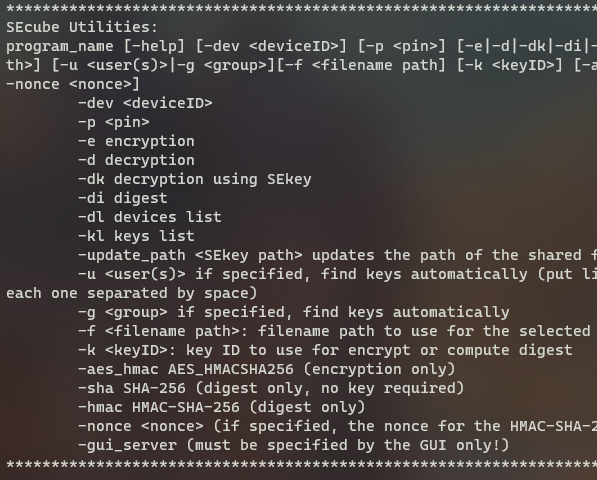 ******************************************************************
SEcube Utilities:
program_name [-help] [-dev <deviceID>] [-p <pin>] [-e|-d|-dk|-di|-
th>] [-u <user(s)>|-g <group>][-f <filename path] [-k <keyID>] [-a
-nonce <nonce>]
-dev <deviceID>
-p <pin>
-e encryption
-d decryption
-dk decryption using SEkey
-di digest
-dl devices list
-kl keys list
-update_path <SEkey path> updates the path of the shared f
-u <user(s)> if specified, find keys automatically (put li
each one separated by space)
-g <group> if specified, find keys automatically
-f <filename path>: filename path to use for the selected
-k <keyID>: key ID to use for encrypt or compute digest
-aes_hmac AES_HMACSHA256 (encryption only)
-sha SHA-256 (digest only, no key required)
-hmac HMAC-SHA-256 (digest only)
-nonce <nonce> (if specified, the nonce for the HMAC-SHA-2
-gui_server (must be specified by the GUI only!)
******************************************************************